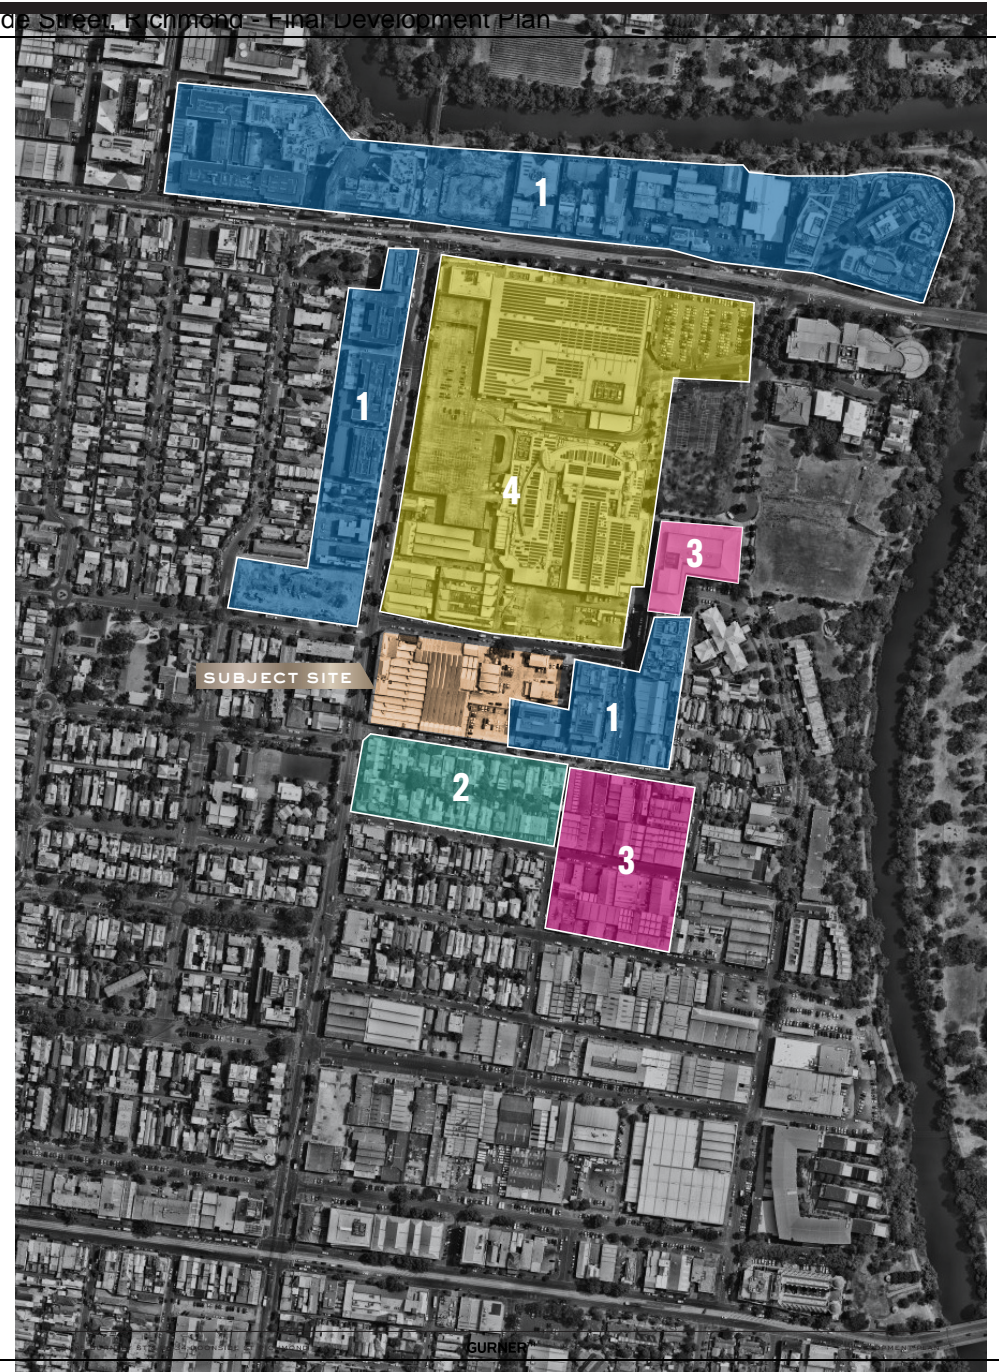 de Street, Richmond - Final Development Plan
1
1
4
3
SUBJECT SITE
1
2
3
GURNER